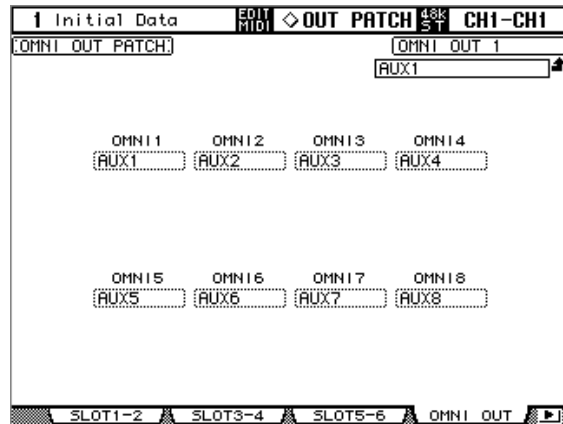 1 Initial Data EDIT MIDI ◇OUT PATCH 48k ST CH1-CH1
OMNI OUT PATCH OMNI OUT 1
AUX1
OMNI1 OMNI2 OMNI3 OMNI4
AUX1 AUX2 AUX3 AUX4
OMNI5 OMNI6 OMNI7 OMNI8
AUX5 AUX6 AUX7 AUX8
SLOT1-2 SLOT3-4 SLOT5-6 OMNI OUT